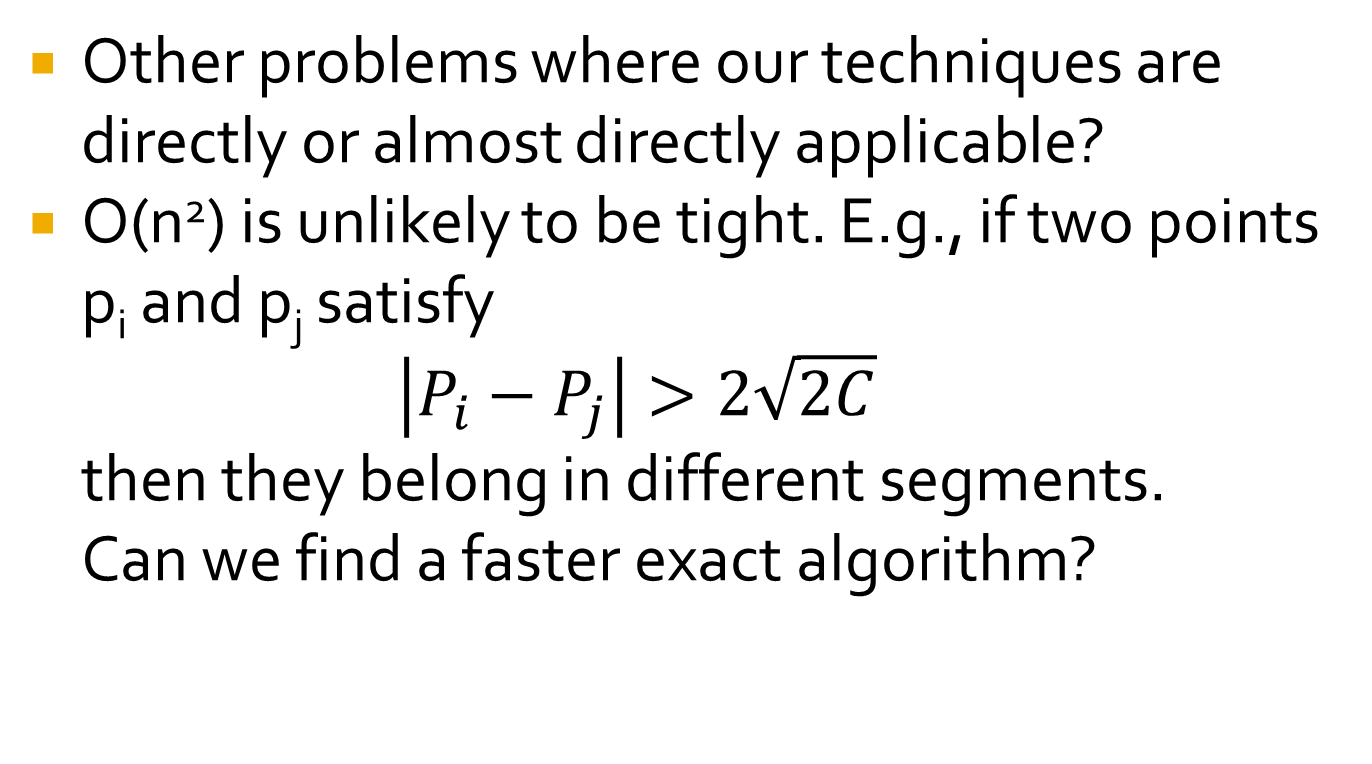 ▪ Other problems where our techniques are
directly or almost directly applicable?
▪ O(n²) is unlikely to be tight. E.g., if two points
pᵢ and pⱼ satisfy
|Pᵢ − Pⱼ| > 2√2C
then they belong in different segments.
Can we find a faster exact algorithm?